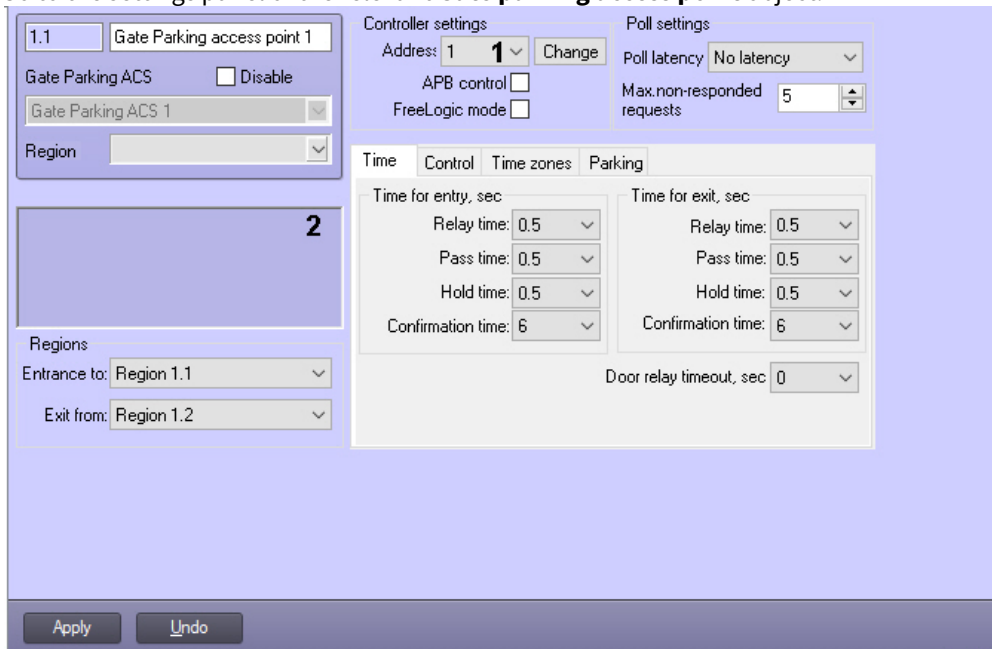 1.1 Gate Parking access point 1
Gate Parking ACS Disable
Gate Parking ACS 1
Region
2
Regions
Entrance to: Region 1.1
Exit from: Region 1.2
Controller settings
Address 1 1 Change
APB control
FreeLogic mode
Poll settings
Poll latency No latency
Max.non-responded
requests 5
Time Control Time zones Parking
Time for entry, sec
Relay time: 0.5
Pass time: 0.5
Hold time: 0.5
Confirmation time: 6
Time for exit, sec
Relay time: 0.5
Pass time: 0.5
Hold time: 0.5
Confirmation time: 6
Door relay timeout, sec 0
Apply Undo